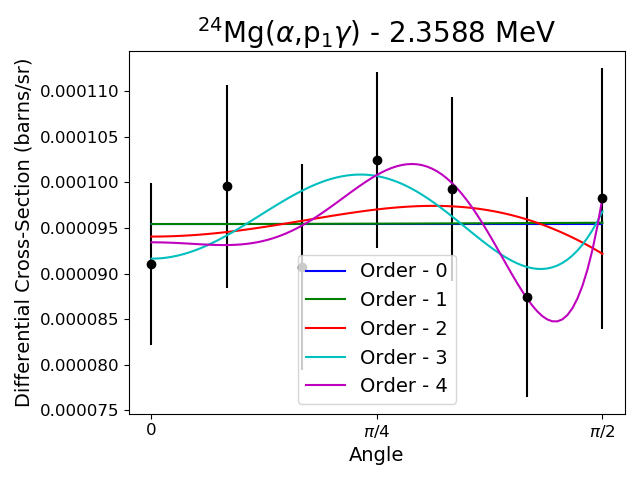 ²⁴Mg(α,p₁γ) - 2.3588 MeV
Differential Cross-Section (barns/sr)
0.000110
0.000105
0.000100
0.000095
0.000090
0.000085
0.000080
0.000075
Order - 0
Order - 1
Order - 2
Order - 3
Order - 4
0
π/4
π/2
Angle